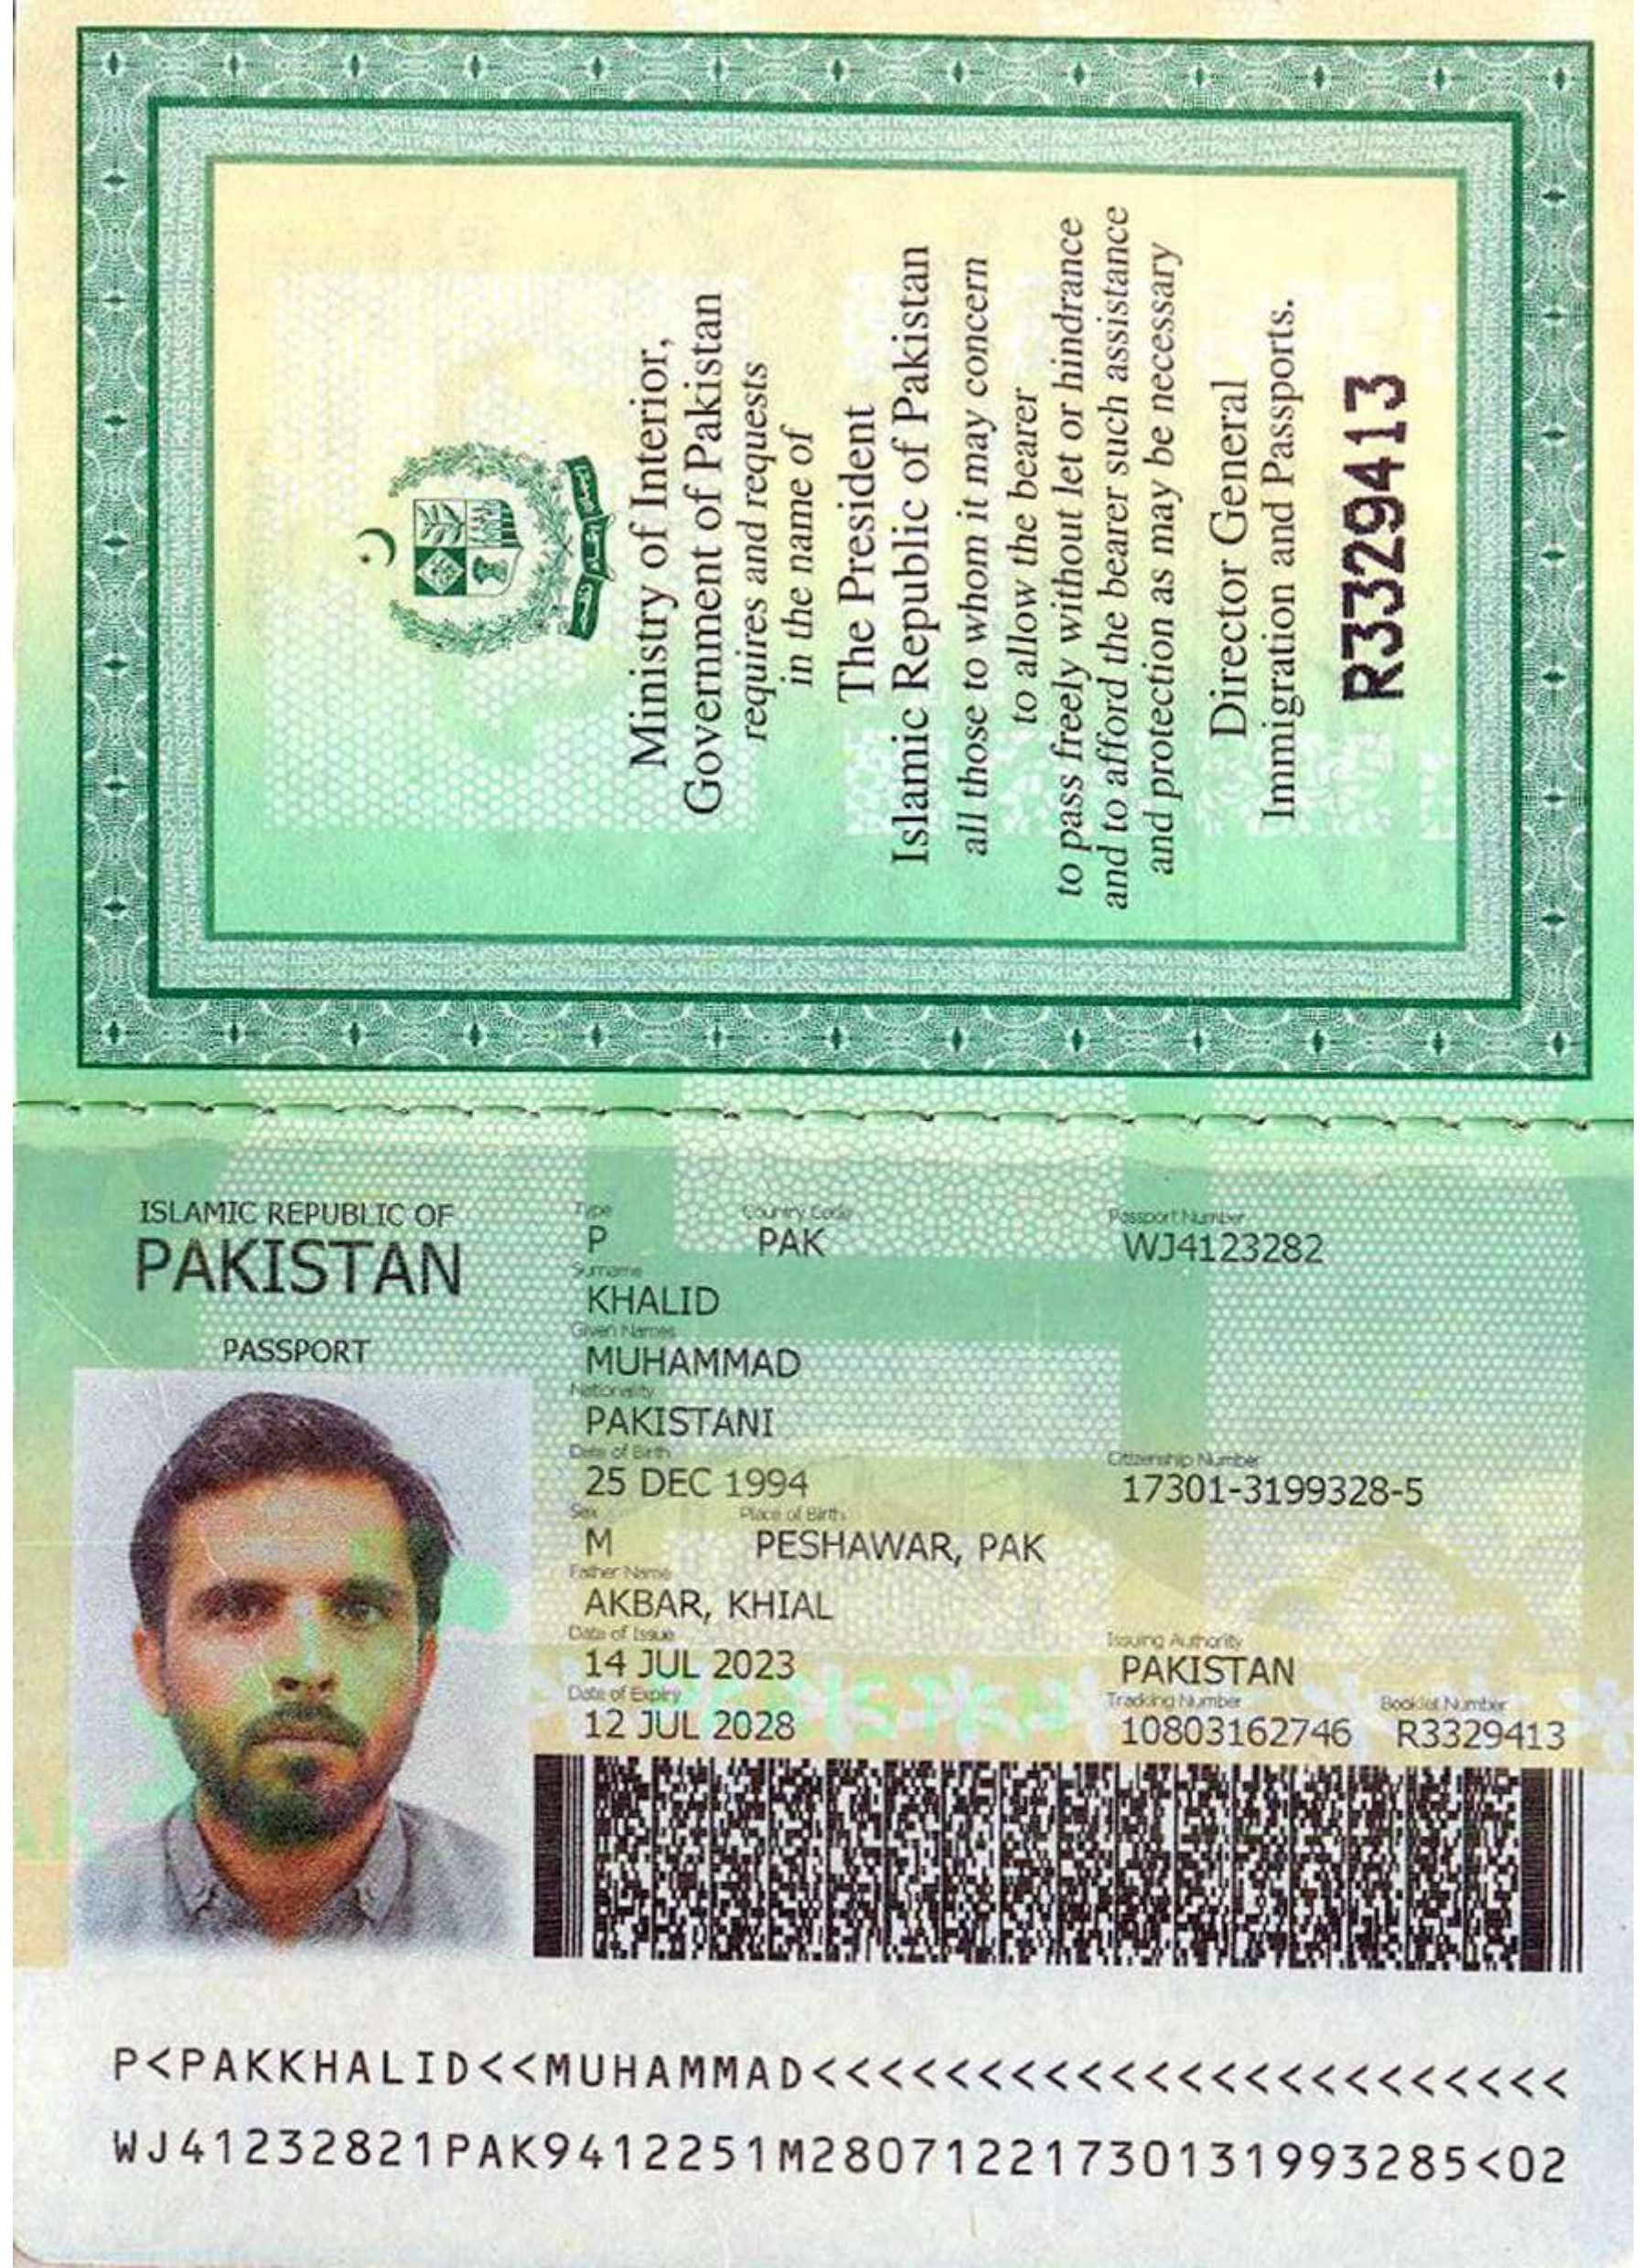 Ministry of Interior,
Government of Pakistan
requires and requests
in the name of
The President
Islamic Republic of Pakistan
all those to whom it may concern
to allow the bearer
to pass freely without let or hindrance
and to afford the bearer such assistance
and protection as may be necessary
Director General
Immigration and Passports.
R3329413
ISLAMIC REPUBLIC OF
PAKISTAN
PASSPORT
Type Country Code Passport Number
P PAK WJ4123282
Surname
KHALID
Given Names
MUHAMMAD
Nationality
PAKISTANI
Date of Birth Citizenship Number
25 DEC 1994 17301-3199328-5
Sex Place of Birth
M PESHAWAR, PAK
Father Name
AKBAR, KHIAL
Date of Issue Issuing Authority
14 JUL 2023 PAKISTAN
Date of Expiry Tracking Number Booklet Number
12 JUL 2028 10803162746 R3329413
P<PAKKHALID<<MUHAMMAD<<<<<<<<<<<<<<<<<<<<<<<
WJ41232821PAK9412251M28071221730131993285<02